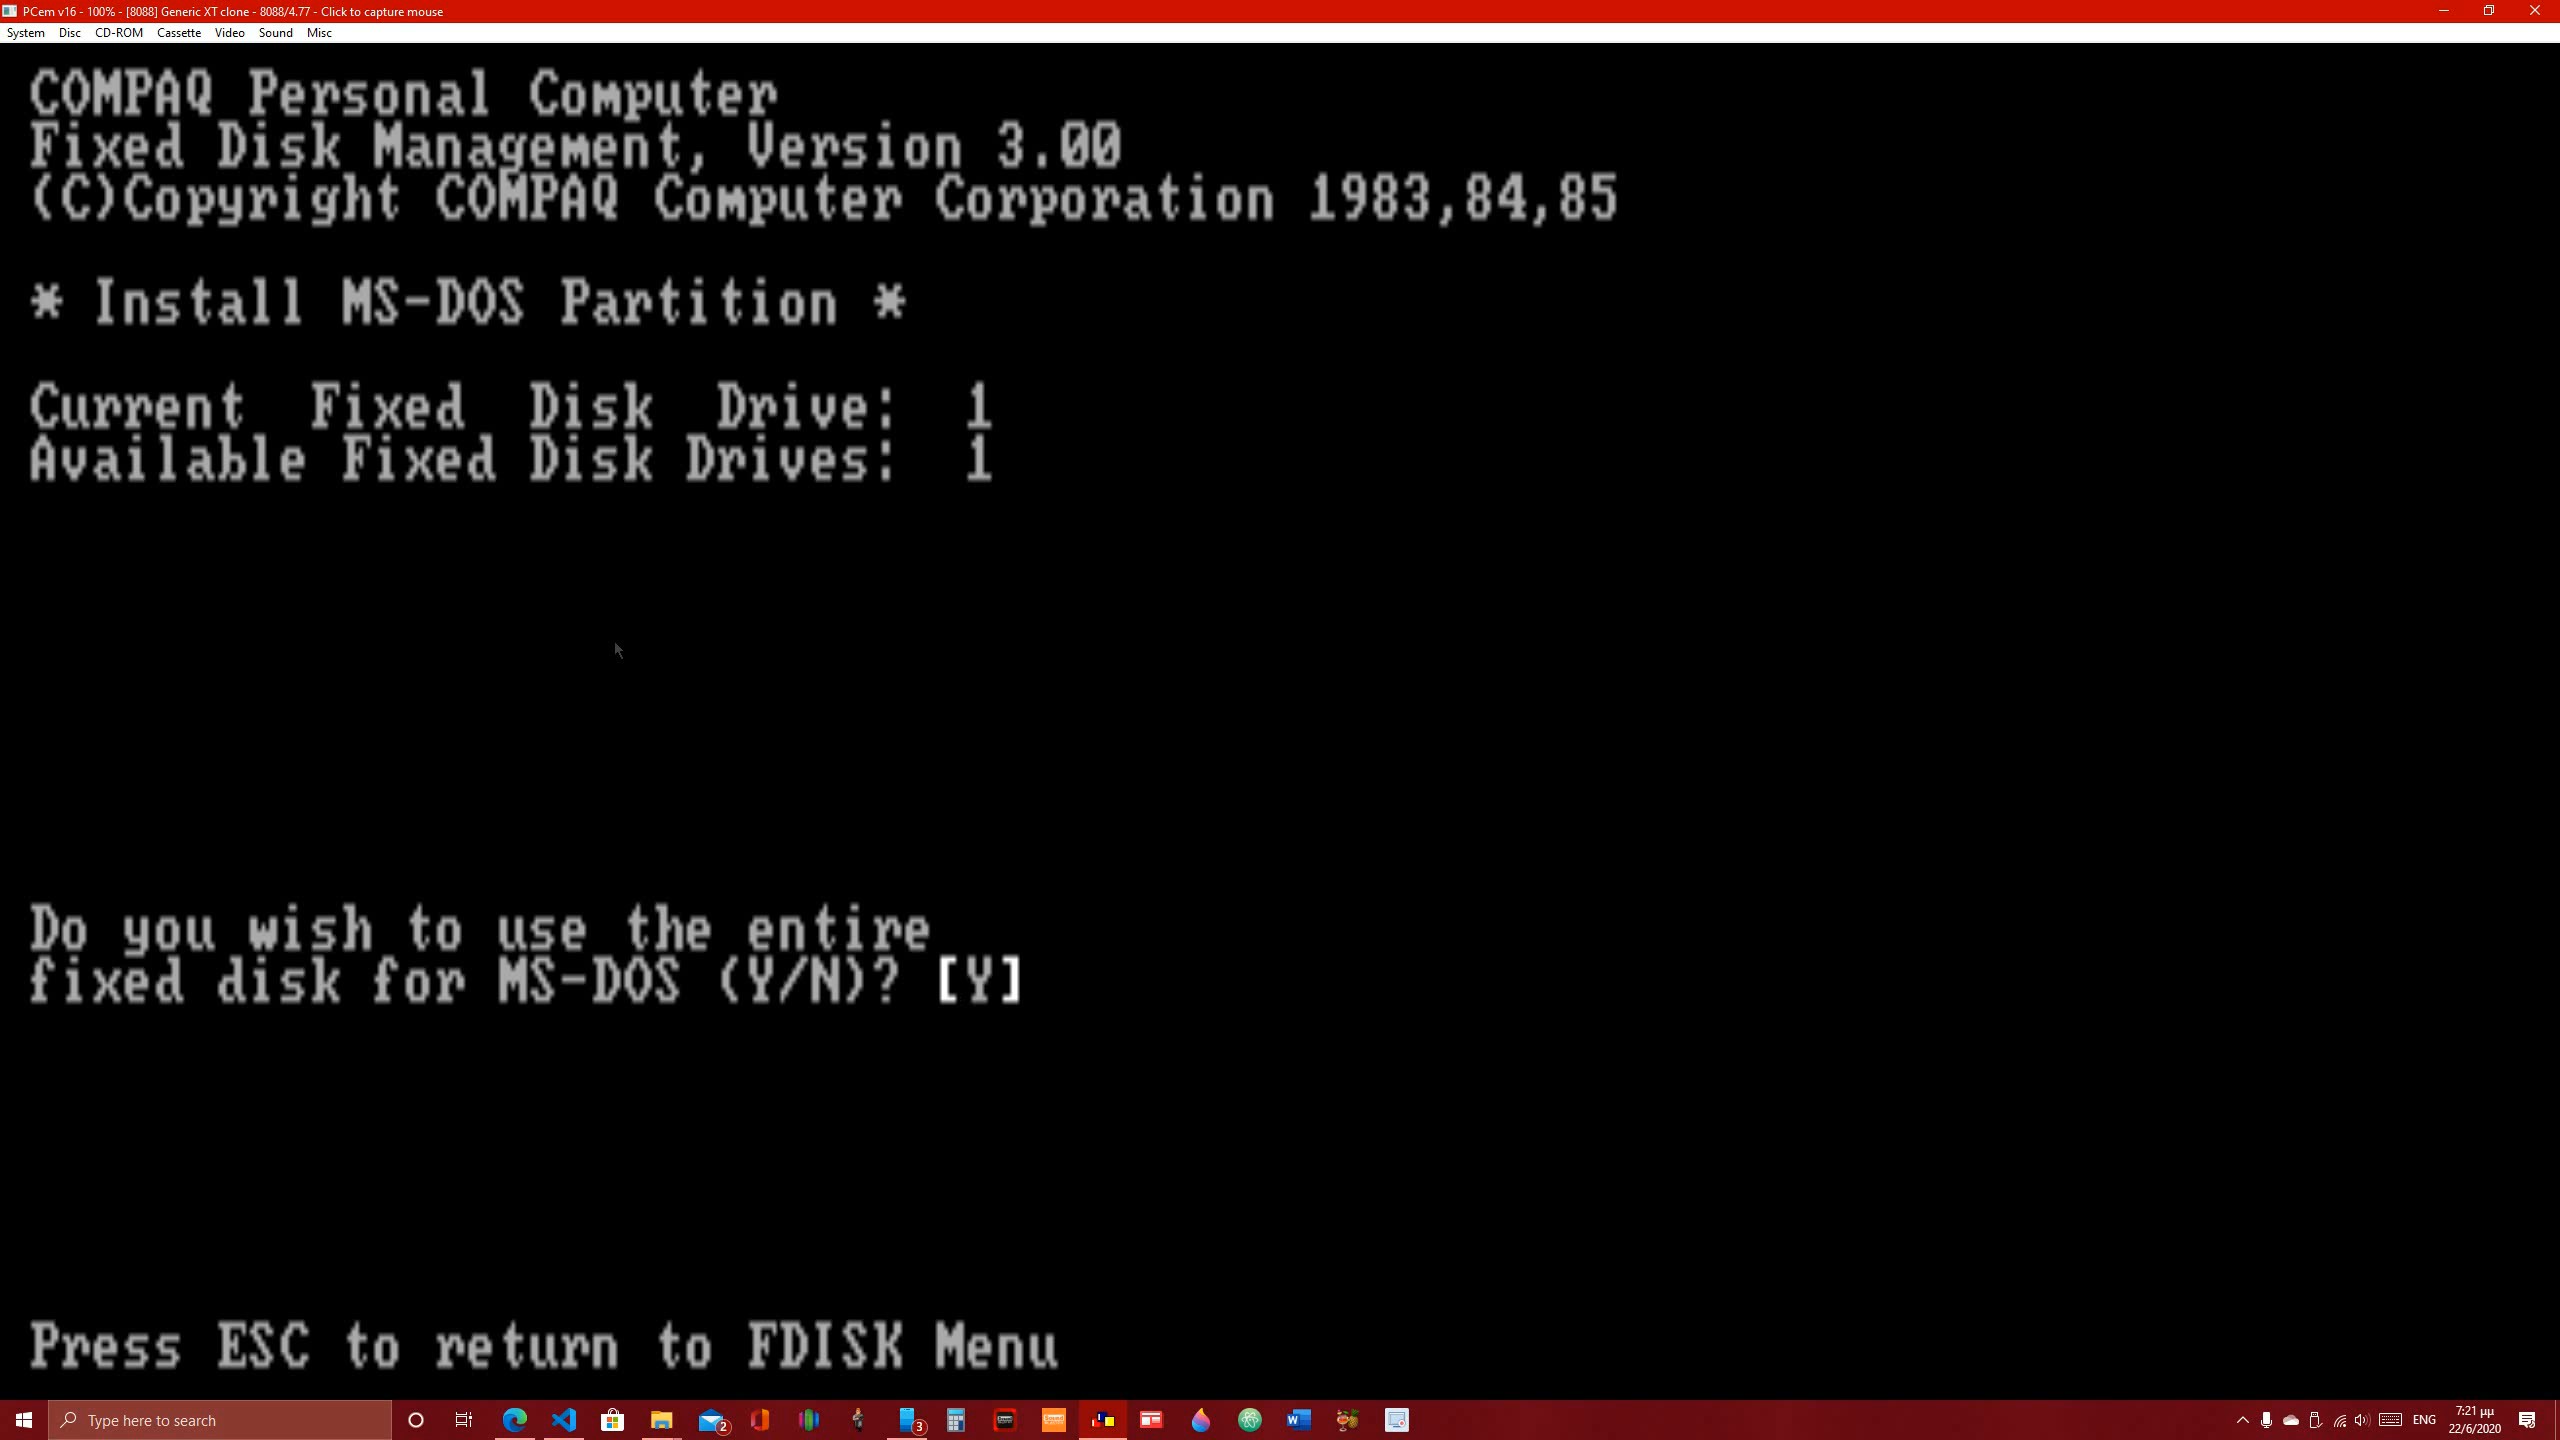 PCem v16 - 100% - [8088] Generic XT clone - 8088/4.77 - Click to capture mouse
System Disc CD-ROM Cassette Video Sound Misc
COMPAQ Personal Computer
Fixed Disk Management, Version 3.00
(C)Copyright COMPAQ Computer Corporation 1983,84,85
* Install MS-DOS Partition *
Current  Fixed  Disk  Drive:  1
Available Fixed Disk Drives:  1
Do you wish to use the entire
fixed disk for MS-DOS (Y/N)? [Y]
Press ESC to return to FDISK Menu
Type here to search
2
3
ENG
7:21 μμ
22/6/2020